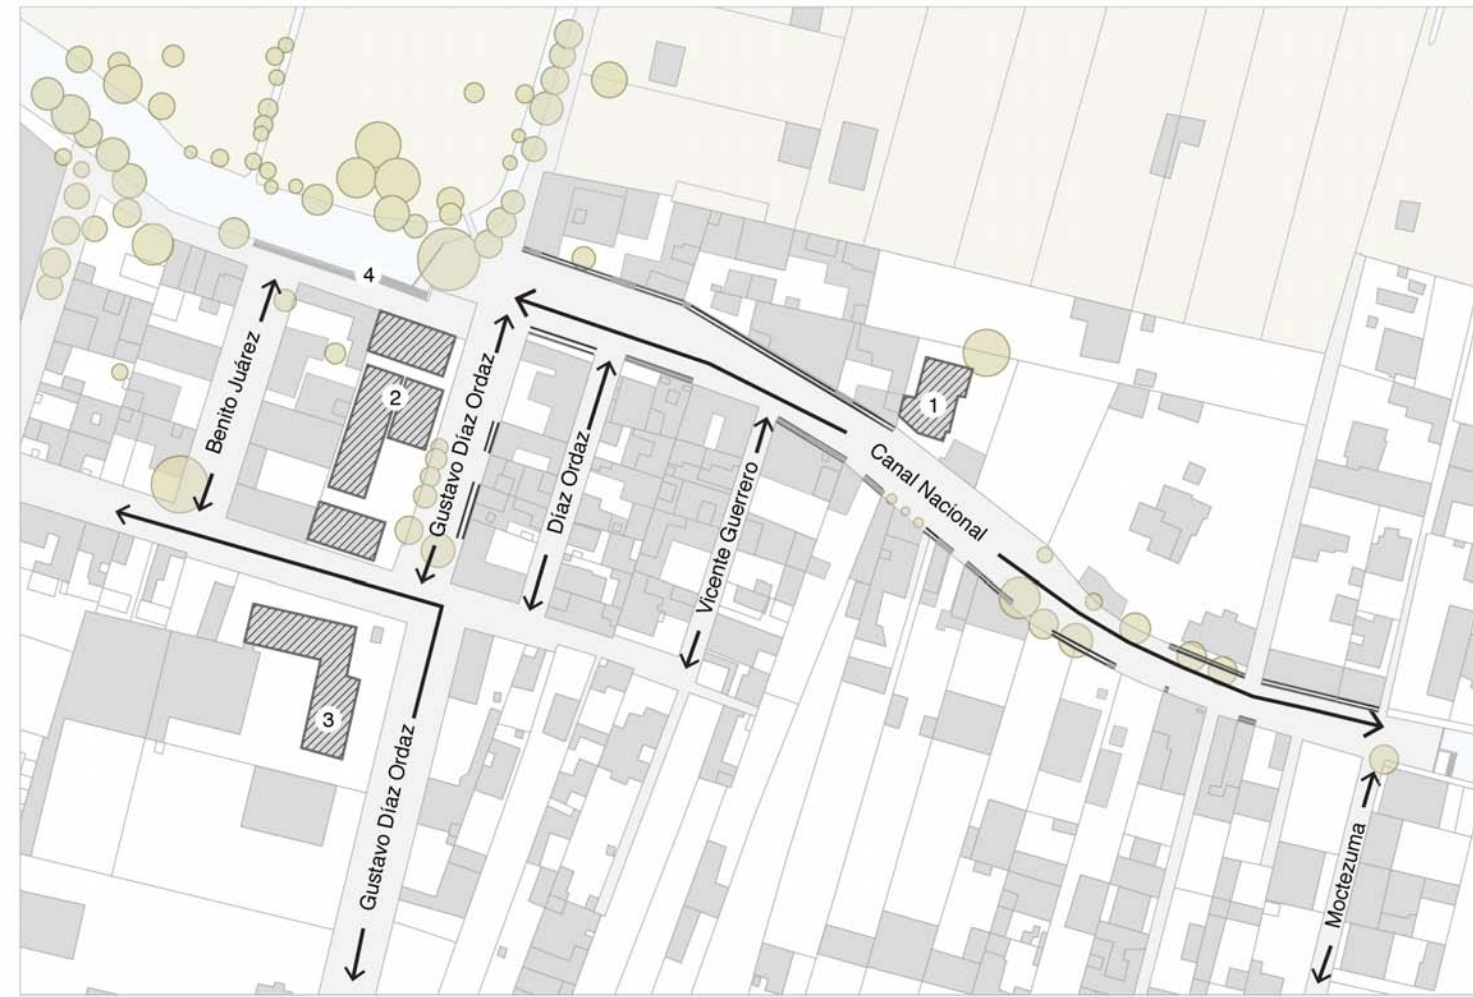 4
Benito Juárez
2
Gustavo Díaz Ordaz
Díaz Ordaz
Vicente Guerrero
1
Canal Nacional
3
Gustavo Díaz Ordaz
Moctezuma